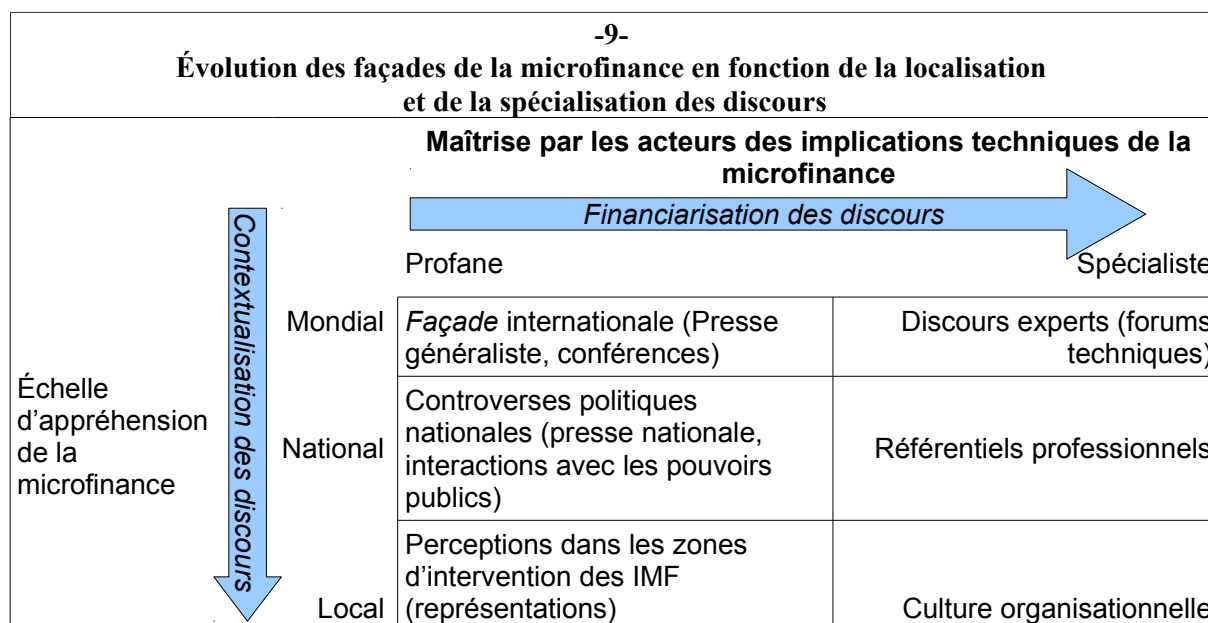 -9-
Évolution des façades de la microfinance en fonction de la localisation
et de la spécialisation des discours
Maîtrise par les acteurs des implications techniques de la
microfinance
Financiarisation des discours
Profane
Spécialiste
Échelle
d’appréhension
de la
microfinance
Contextualisation des discours
Mondial
Façade internationale (Presse
généraliste, conférences)
Discours experts (forums
techniques)
National
Controverses politiques
nationales (presse nationale,
interactions avec les pouvoirs
publics)
Référentiels professionnels
Local
Perceptions dans les zones
d’intervention des IMF
(représentations)
Culture organisationnelle